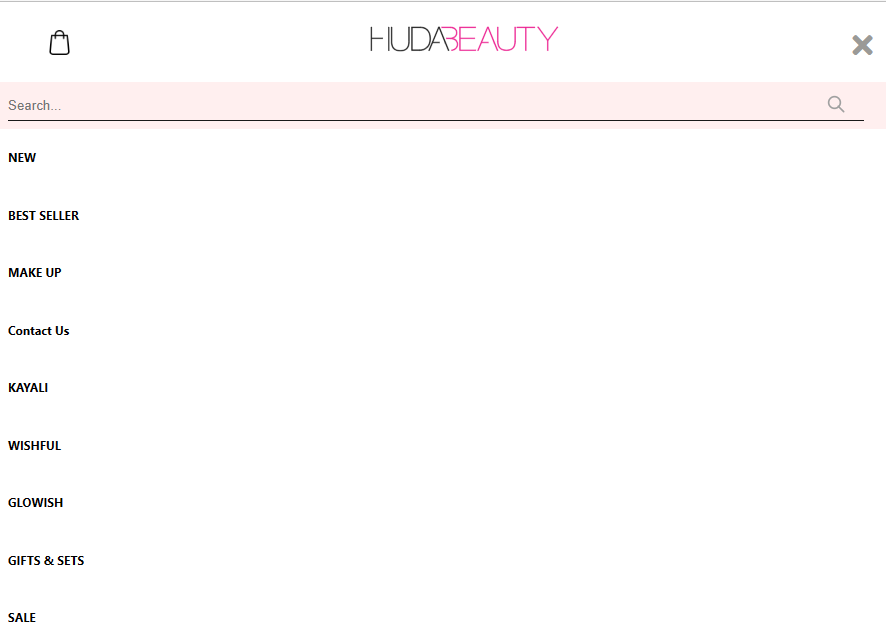 HUDABEAUTY
Search...
NEW
BEST SELLER
MAKE UP
Contact Us
KAYALI
WISHFUL
GLOWISH
GIFTS & SETS
SALE